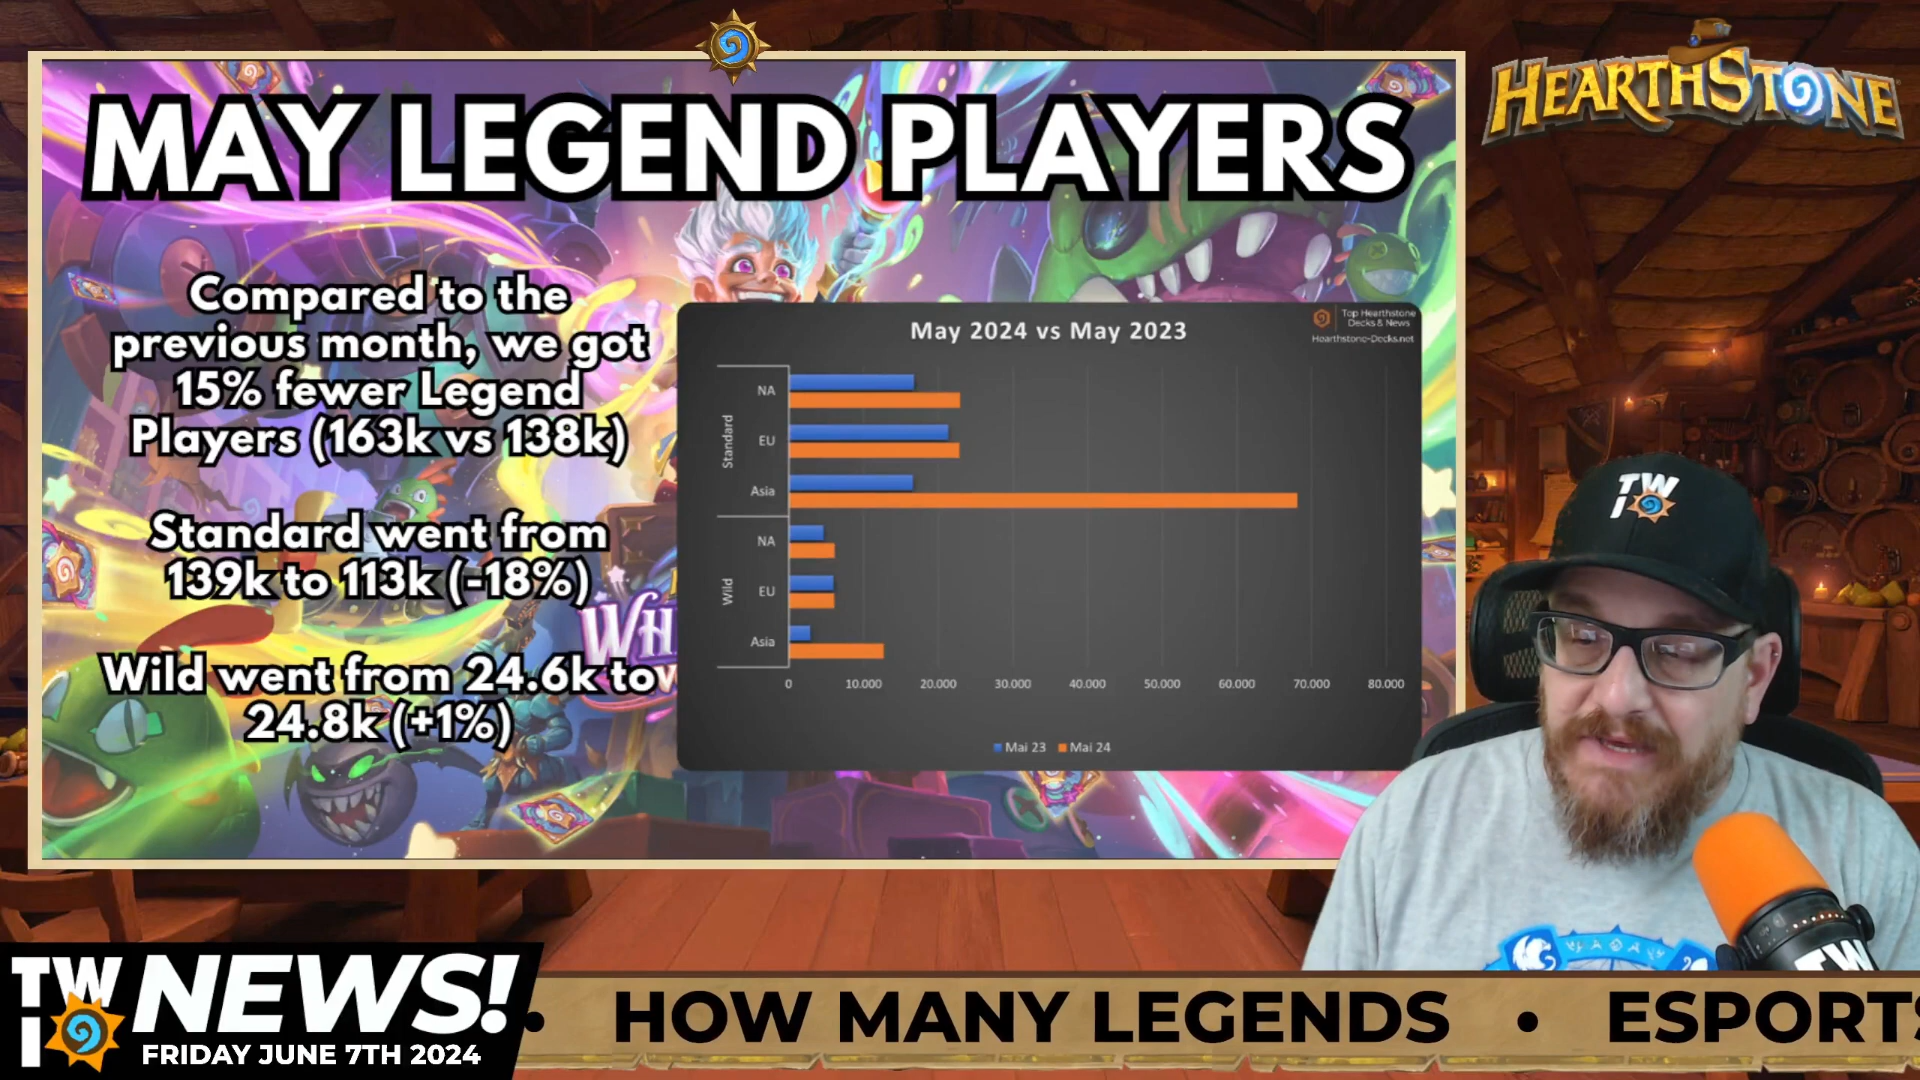 HEARTHSTONE
MAY LEGEND PLAYERS
Compared to the
previous month, we got
15% fewer Legend
Players (163k vs 138k)
Standard went from
139k to 113k (-18%)
Wild went from 24.6k to
24.8k (+1%)
WH
May 2024 vs May 2023
Top Hearthstone
Decks & News
Hearthstone-Decks.net
Standard
NA
EU
Asia
Wild
NA
EU
Asia
0 10.000 20.000 30.000 40.000 50.000 60.000 70.000 80.000
Mai 23 Mai 24
TW
I
TW
TW
I
NEWS!
FRIDAY JUNE 7TH 2024
• HOW MANY LEGENDS • ESPORTS